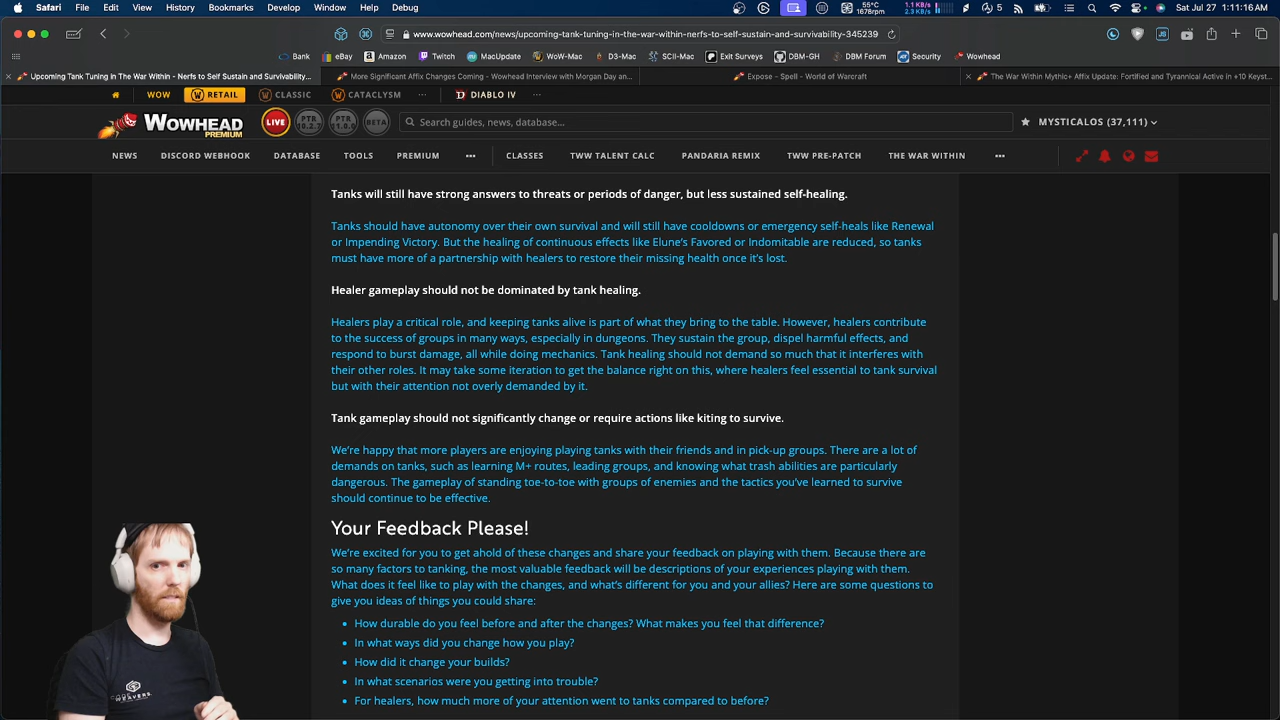 Safari File Edit View History Bookmarks Develop Window Help Debug 55°C 1678rpm 1.1 KB/s 2.3 KB/s 5 Sat Jul 27 1:11:16 AM
www.wowhead.com/news/upcoming-tank-tuning-in-the-war-within-nerfs-to-self-sustain-and-survivability-345239
Bank eBay Amazon Twitch MacUpdate WoW-Mac D3-Mac SCII-Mac Exit Surveys DBM-GH DBM Forum Security Wowhead
Upcoming Tank Tuning in The War Within - Nerfs to Self Sustain and Survivability... More Significant Affix Changes Coming - Wowhead Interview with Morgan Day an... Expose - Spell - World of Warcraft The War Within Mythic+ Affix Update: Fortified and Tyrannical Active in +10 Keyst...
WOW RETAIL CLASSIC CATACLYSM ... DIABLO IV ...
WOWHEAD PREMIUM LIVE PTR 10.2.7 PTR 11.0.0 BETA Search guides, news, database... MYSTICALOS (37,111)
NEWS DISCORD WEBHOOK DATABASE TOOLS PREMIUM ... CLASSES TWW TALENT CALC PANDARIA REMIX TWW PRE-PATCH THE WAR WITHIN ...
Tanks will still have strong answers to threats or periods of danger, but less sustained self-healing.
Tanks should have autonomy over their own survival and will still have cooldowns or emergency self-heals like Renewal
or Impending Victory. But the healing of continuous effects like Elune's Favored or Indomitable are reduced, so tanks
must have more of a partnership with healers to restore their missing health once it's lost.
Healer gameplay should not be dominated by tank healing.
Healers play a critical role, and keeping tanks alive is part of what they bring to the table. However, healers contribute
to the success of groups in many ways, especially in dungeons. They sustain the group, dispel harmful effects, and
respond to burst damage, all while doing mechanics. Tank healing should not demand so much that it interferes with
their other roles. It may take some iteration to get the balance right on this, where healers feel essential to tank survival
but with their attention not overly demanded by it.
Tank gameplay should not significantly change or require actions like kiting to survive.
We're happy that more players are enjoying playing tanks with their friends and in pick-up groups. There are a lot of
demands on tanks, such as learning M+ routes, leading groups, and knowing what trash abilities are particularly
dangerous. The gameplay of standing toe-to-toe with groups of enemies and the tactics you've learned to survive
should continue to be effective.
Your Feedback Please!
We're excited for you to get ahold of these changes and share your feedback on playing with them. Because there are
so many factors to tanking, the most valuable feedback will be descriptions of your experiences playing with them.
What does it feel like to play with the changes, and what's different for you and your allies? Here are some questions to
give you ideas of things you could share:
• How durable do you feel before and after the changes? What makes you feel that difference?
• In what ways did you change how you play?
• How did it change your builds?
• In what scenarios were you getting into trouble?
• For healers, how much more of your attention went to tanks compared to before?